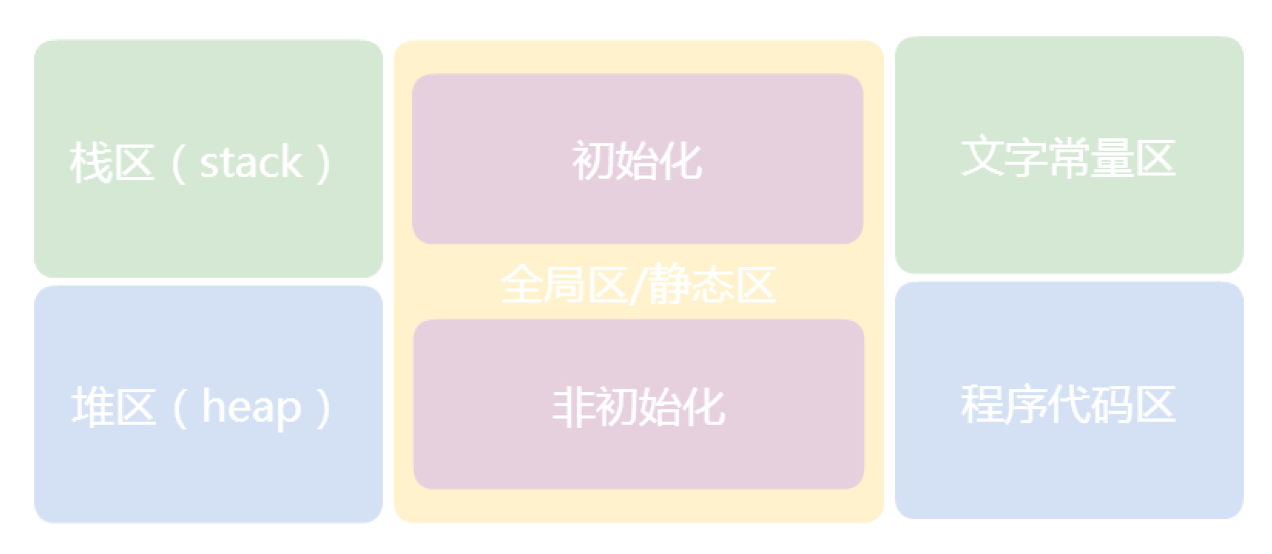 栈区（stack）
堆区（heap）
初始化
全局区/静态区
非初始化
文字常量区
程序代码区